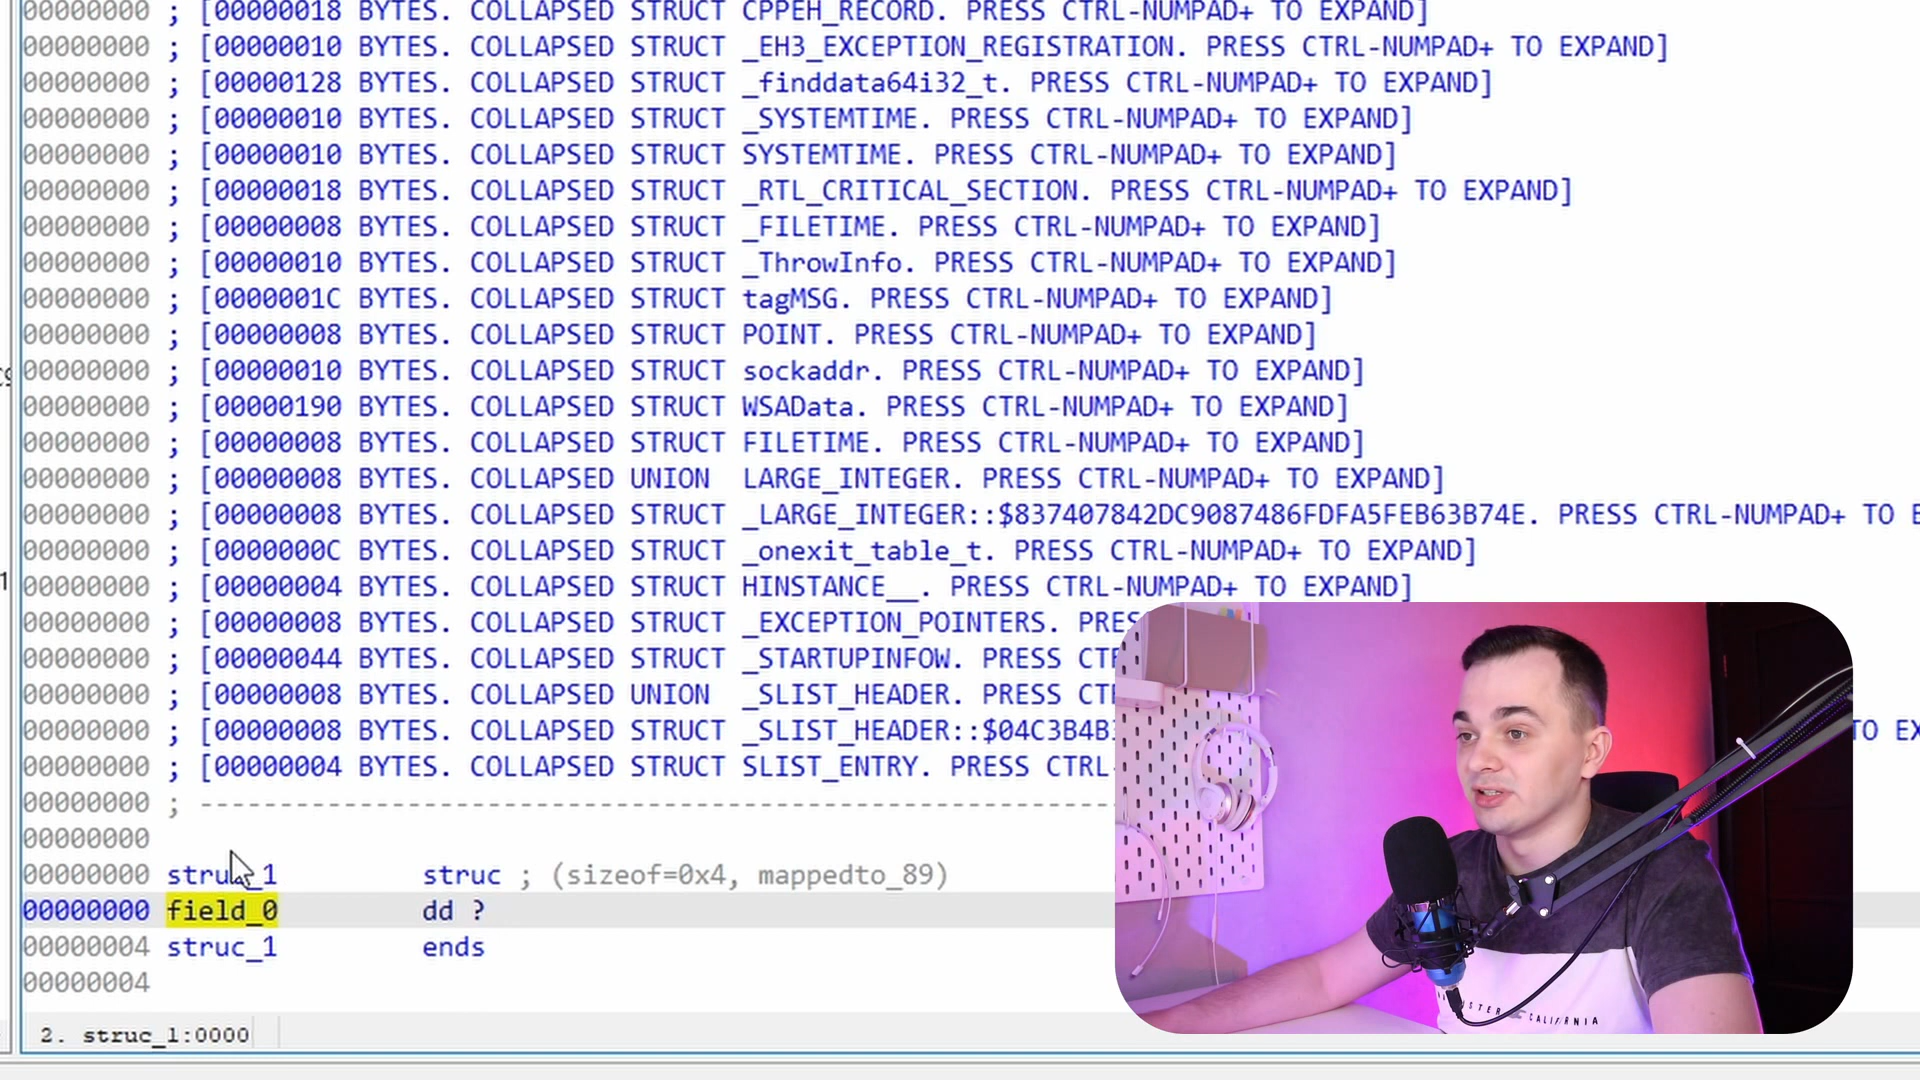 00000000 ; [00000018 BYTES. COLLAPSED STRUCT CPPEH_RECORD. PRESS CTRL-NUMPAD+ TO EXPAND]
00000000 ; [00000010 BYTES. COLLAPSED STRUCT _EH3_EXCEPTION_REGISTRATION. PRESS CTRL-NUMPAD+ TO EXPAND]
00000000 ; [00000128 BYTES. COLLAPSED STRUCT _finddata64i32_t. PRESS CTRL-NUMPAD+ TO EXPAND]
00000000 ; [00000010 BYTES. COLLAPSED STRUCT _SYSTEMTIME. PRESS CTRL-NUMPAD+ TO EXPAND]
00000000 ; [00000010 BYTES. COLLAPSED STRUCT SYSTEMTIME. PRESS CTRL-NUMPAD+ TO EXPAND]
00000000 ; [00000018 BYTES. COLLAPSED STRUCT _RTL_CRITICAL_SECTION. PRESS CTRL-NUMPAD+ TO EXPAND]
00000000 ; [00000008 BYTES. COLLAPSED STRUCT _FILETIME. PRESS CTRL-NUMPAD+ TO EXPAND]
00000000 ; [00000010 BYTES. COLLAPSED STRUCT _ThrowInfo. PRESS CTRL-NUMPAD+ TO EXPAND]
00000000 ; [0000001C BYTES. COLLAPSED STRUCT tagMSG. PRESS CTRL-NUMPAD+ TO EXPAND]
00000000 ; [00000008 BYTES. COLLAPSED STRUCT POINT. PRESS CTRL-NUMPAD+ TO EXPAND]
00000000 ; [00000010 BYTES. COLLAPSED STRUCT sockaddr. PRESS CTRL-NUMPAD+ TO EXPAND]
00000000 ; [00000190 BYTES. COLLAPSED STRUCT WSAData. PRESS CTRL-NUMPAD+ TO EXPAND]
00000000 ; [00000008 BYTES. COLLAPSED STRUCT FILETIME. PRESS CTRL-NUMPAD+ TO EXPAND]
00000000 ; [00000008 BYTES. COLLAPSED UNION LARGE_INTEGER. PRESS CTRL-NUMPAD+ TO EXPAND]
00000000 ; [00000008 BYTES. COLLAPSED STRUCT _LARGE_INTEGER::$837407842DC9087486FDFA5FEB63B74E. PRESS CTRL-NUMPAD+ TO E
00000000 ; [0000000C BYTES. COLLAPSED STRUCT _onexit_table_t. PRESS CTRL-NUMPAD+ TO EXPAND]
00000000 ; [00000004 BYTES. COLLAPSED STRUCT HINSTANCE__. PRESS CTRL-NUMPAD+ TO EXPAND]
00000000 ; [00000008 BYTES. COLLAPSED STRUCT _EXCEPTION_POINTERS. PRES
00000000 ; [00000044 BYTES. COLLAPSED STRUCT _STARTUPINFOW. PRESS CT
00000000 ; [00000008 BYTES. COLLAPSED UNION _SLIST_HEADER. PRESS CT
00000000 ; [00000008 BYTES. COLLAPSED STRUCT _SLIST_HEADER::$04C3B4B TO EX
00000000 ; [00000004 BYTES. COLLAPSED STRUCT SLIST_ENTRY. PRESS CTRL-
00000000 ; ---------------------------------------------------------
00000000
00000000 struc_1 struc ; (sizeof=0x4, mappedto_89)
00000000 field_0 dd ?
00000004 struc_1 ends
00000004
2. struc_1:0000
CALIFORNIA